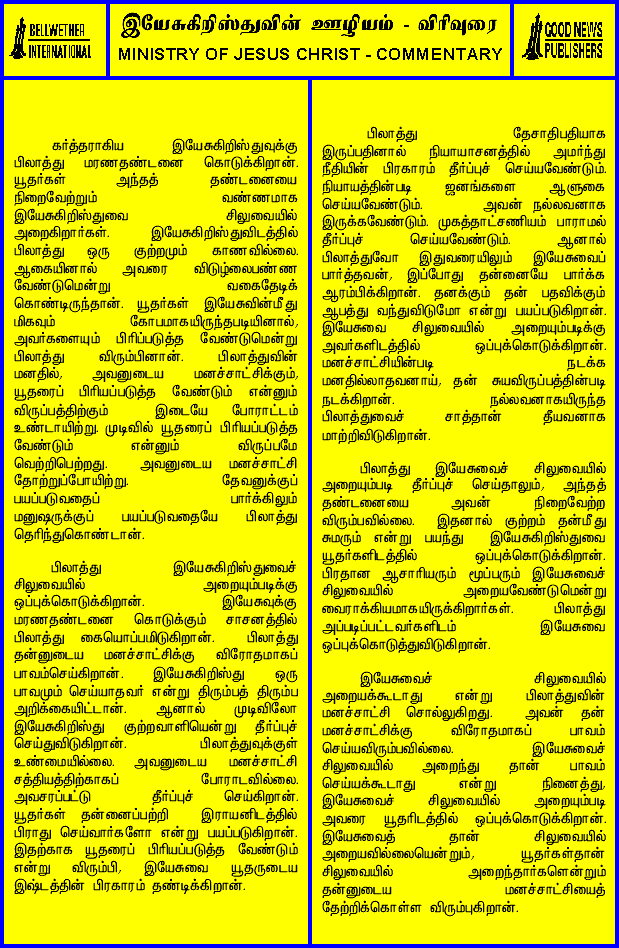 BELLWETHER
INTERNATIONAL
இயேசுகிறிஸ்துவின் ஊழியம் - விரிவுரை
MINISTRY OF JESUS CHRIST - COMMENTARY
GOOD NEWS
PUBLISHERS
கர்த்தராகிய இயேசுகிறிஸ்துவுக்கு
பிலாத்து மரணதண்டனை கொடுக்கிறான்.
யூதர்கள் அந்தத் தண்டனையை
நிறைவேற்றும் வண்ணமாக
இயேசுகிறிஸ்துவை சிலுவையில்
அறைகிறார்கள். இயேசுகிறிஸ்துவிடத்தில்
பிலாத்து ஒரு குற்றமும் காணவில்லை.
ஆகையினால் அவரை விடுழ்லைபண்ண
வேண்டுமென்று வகைதேடிக்
கொண்டிருந்தான். யூதர்கள் இயேசுவின்மீது
மிகவும் கோபமாகயிருந்தபடியினால்,
அவர்களையும் பிரிப்படுத்த வேண்டுமென்று
பிலாத்து விரும்பினான். பிலாத்துவின்
மனதில், அவனுடைய மனச்சாட்சிக்கும்,
யூதரைப் பிரியப்படுத்த வேண்டும் என்னும்
விருப்பத்திற்கும் இடையே போராட்டம்
உண்டாயிற்று. முடிவில் யூதரைப் பிரியப்படுத்த
வேண்டும் என்னும் விருப்பமே
வெற்றிபெற்றது. அவனுடைய மனச்சாட்சி
தோற்றுப்போயிற்று. தேவனுக்குப்
பயப்படுவதைப் பார்க்கிலும்
மனுஷருக்குப் பயப்படுவதையே பிலாத்து
தெரிந்துகொண்டான்.
பிலாத்து இயேசுகிறிஸ்துவைச்
சிலுவையில் அறையும்படிக்கு
ஒப்புக்கொடுக்கிறான். இயேசுவுக்கு
மரணதண்டனை கொடுக்கும் சாசனத்தில்
பிலாத்து கையொப்பமிடுகிறான். பிலாத்து
தன்னுடைய மனச்சாட்சிக்கு விரோதமாகப்
பாவம்செய்கிறான். இயேசுகிறிஸ்து ஒரு
பாவமும் செய்யாதவர் என்று திரும்பத் திரும்ப
அறிக்கையிட்டான். ஆனால் முடிவிலோ
இயேசுகிறிஸ்து குற்றவாளியென்று தீர்ப்புச்
செய்துவிடுகிறான். பிலாத்துவுக்குள்
உண்மையில்லை. அவனுடைய மனச்சாட்சி
சத்தியத்திற்காகப் போராடவில்லை.
அவசரப்பட்டு தீர்ப்புச் செய்கிறான்.
யூதர்கள் தன்னைப்பற்றி இராயனிடத்தில்
பிராது செய்வார்களோ என்று பயப்படுகிறான்.
இதற்காக யூதரைப் பிரியப்படுத்த வேண்டும்
என்று விரும்பி, இயேசுவை யூதருடைய
இஷ்டத்தின் பிரகாரம் தண்டிக்கிறான்.
பிலாத்து தேசாதிபதியாக
இருப்பதினால் நியாயாசனத்தில் அமர்ந்து
நீதியின் பிரகாரம் தீர்ப்புச் செய்யவேண்டும்.
நியாயத்தின்படி ஜனங்களை ஆளுகை
செய்யவேண்டும். அவன் நல்லவனாக
இருக்கவேண்டும். முகத்தாட்சணியம் பாராமல்
தீர்ப்புச் செய்யவேண்டும். ஆனால்
பிலாத்துவோ இதுவரையிலும் இயேசுவைப்
பார்த்தவன், இப்போது தன்னையே பார்க்க
ஆரம்பிக்கிறான். தனக்கும் தன் பதவிக்கும்
ஆபத்து வந்துவிடுமோ என்று பயப்படுகிறான்.
இயேசுவை சிலுவையில் அறையும்படிக்கு
அவர்களிடத்தில் ஒப்புக்கொடுக்கிறான்.
மனச்சாட்சியின்படி நடக்க
மனதில்லாதவனாய், தன் சுயவிருப்பத்தின்படி
நடக்கிறான். நல்லவனாகயிருந்த
பிலாத்துவைச் சாத்தான் தீயவனாக
மாற்றிவிடுகிறான்.
பிலாத்து இயேசுவைச் சிலுவையில்
அறையும்படி தீர்ப்புச் செய்தாலும், அந்தத்
தண்டனையை அவன் நிறைவேற்ற
விரும்பவில்லை. இதனால் குற்றம் தன்மீது
சுமரும் என்று பயந்து இயேசுகிறிஸ்துவை
யூதர்களிடத்தில் ஒப்புக்கொடுக்கிறான்.
பிரதான ஆசாரியரும் மூப்பரும் இயேசுவைச்
சிலுவையில் அறையவேண்டுமென்று
வைராக்கியமாகயிருக்கிறார்கள். பிலாத்து
அப்படிப்பட்டவர்களிடம் இயேசுவை
ஒப்புக்கொடுத்துவிடுகிறான்.
இயேசுவைச் சிலுவையில்
அறையக்கூடாது என்று பிலாத்துவின்
மனச்சாட்சி சொல்லுகிறது. அவன் தன்
மனச்சாட்சிக்கு விரோதமாகப் பாவம்
செய்யவிரும்பவில்லை. இயேசுவைச்
சிலுவையில் அறைந்து தான் பாவம்
செய்யக்கூடாது என்று நினைத்து,
இயேசுவைச் சிலுவையில் அறையும்படி
அவரை யூதரிடத்தில் ஒப்புக்கொடுக்கிறான்.
இயேசுவைத் தான் சிலுவையில்
அறையவில்லையென்றும், யூதர்கள்தான்
சிலுவையில் அறைந்தார்களென்றும்
தன்னுடைய மனச்சாட்சியைத்
தேற்றிக்கொள்ள விரும்புகிறான்.